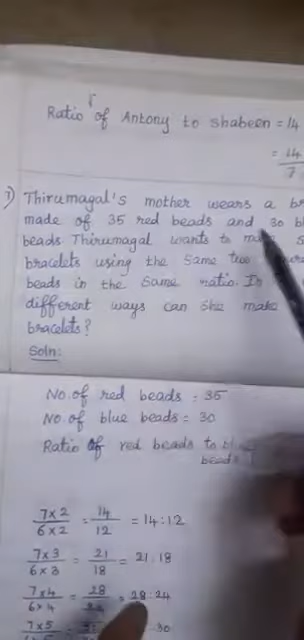 Ratio of Antony to Shabeen = 14
= 14/7
7) Thirumagal's mother wears a
made of 35 red beads and 30
beads. Thirumagal wants to
bracelets using the same two
beads in the same ratio. In
different ways can she make
bracelets?
Soln:
No. of red beads = 35
No. of blue beads = 30
Ratio of red beads to
beads
7×2/6×2 = 14/12 = 14:12
7×3/6×3 = 21/18 = 21:18
7×4/6×4 = 28/24 = 28:24
7×5
30